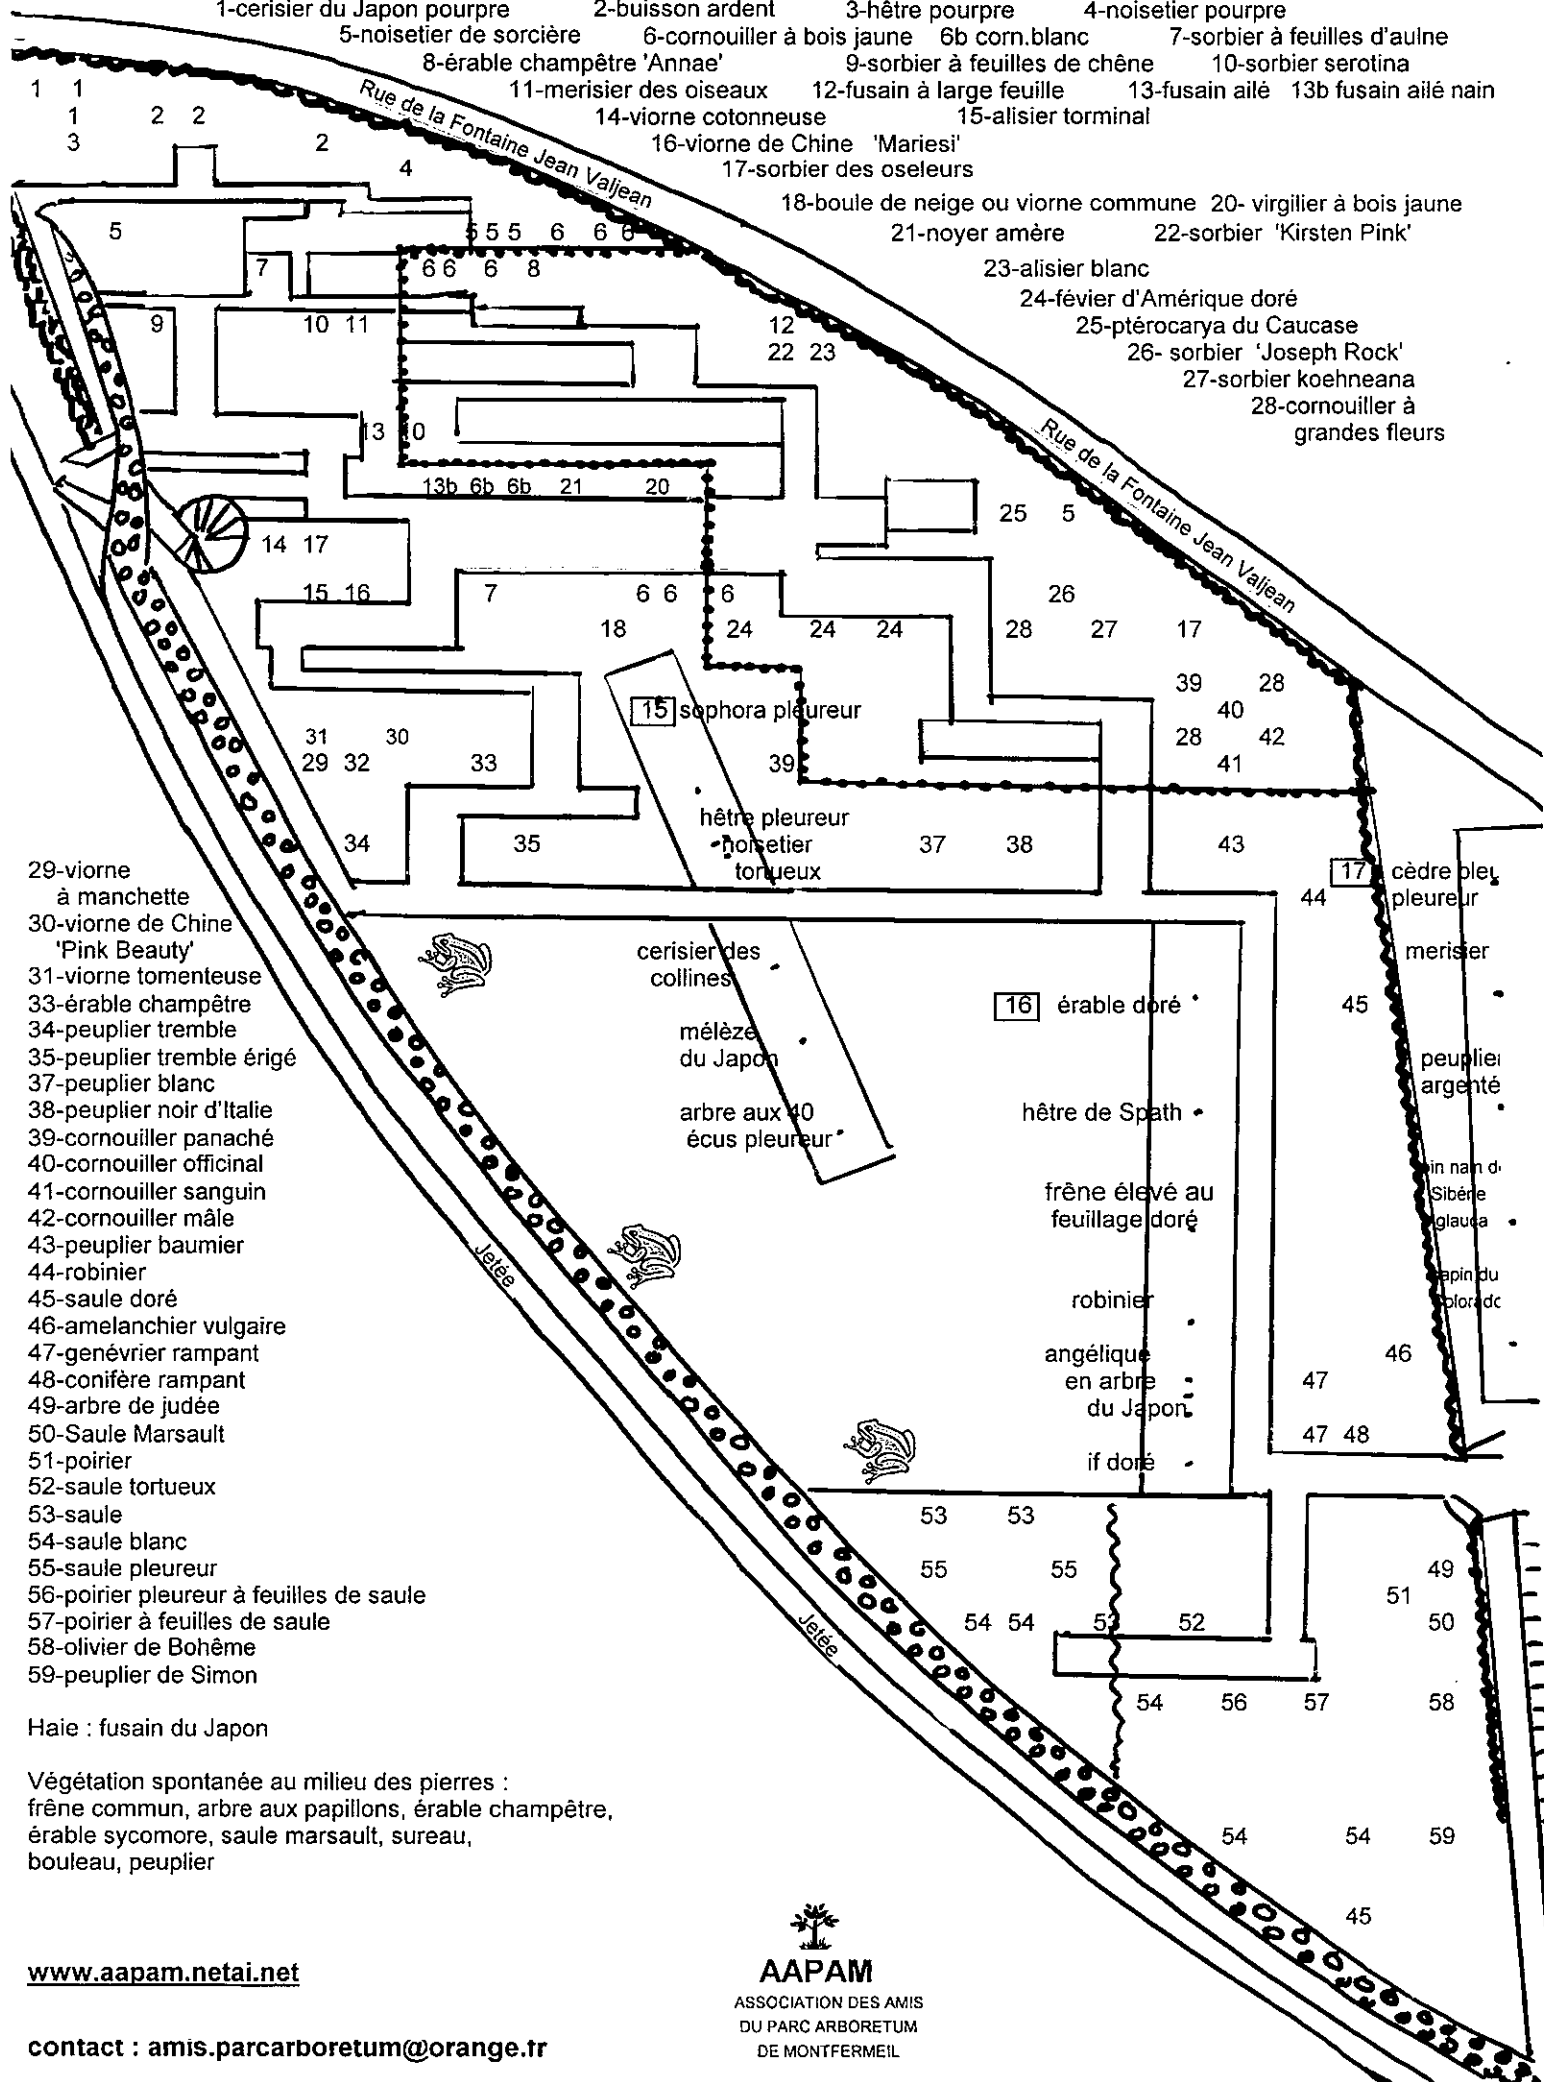 1-cerisier du Japon pourpre 2-buisson ardent 3-hêtre pourpre 4-noisetier pourpre
5-noisetier de sorcière 6-cornouiller à bois jaune 6b corn.blanc 7-sorbier à feuilles d'aulne
8-érable champêtre 'Annae' 9-sorbier à feuilles de chêne 10-sorbier serotina
11-merisier des oiseaux 12-fusain à large feuille 13-fusain ailé 13b fusain ailé nain
14-viorne cotonneuse 15-alisier torminal
16-viorne de Chine 'Mariesi'
17-sorbier des oseleurs
18-boule de neige ou viorne commune 20- virgilier à bois jaune
21-noyer amère 22-sorbier 'Kirsten Pink'
23-alisier blanc
24-févier d'Amérique doré
25-ptérocarya du Caucase
26- sorbier 'Joseph Rock'
27-sorbier koehneana
28-cornouiller à
grandes fleurs
Rue de la Fontaine Jean Valjean
Rue de la Fontaine Jean Valjean
1 1
1 2 2
3 2
4
5 5 5 5 6 6 6
7 6 6 6 8
9 10 11 12
22 23
13 0
13b 6b 6b 21 20
25 5
14 17
15 16 7 6 6 6 26
18 24 24 24 28 27 17
39 28
15 sophora pleureur 40
31 30 28 42
29 32 33 39 41
hêtre pleureur
noisetier
tortueux
34 35 37 38 43
17 cèdre bleu
pleureur
44
cerisier des
collines
merisier
16 érable doré 45
mélèze
du Japon
peuplier
argenté
arbre aux 40
écus pleureur
hêtre de Spath
in nain d
Sibérie
glauca
frêne élevé au
feuillage doré
apin du
olorado
robinier
angélique
en arbre
du Japon
46
47
47 48
if doré
53 53
55 55 49
51
54 54 53 52 50
54 56 57 58
54 54 59
45
Jetée
Jetée
29-viorne
à manchette
30-viorne de Chine
'Pink Beauty'
31-viorne tomenteuse
33-érable champêtre
34-peuplier tremble
35-peuplier tremble érigé
37-peuplier blanc
38-peuplier noir d'Italie
39-cornouiller panaché
40-cornouiller officinal
41-cornouiller sanguin
42-cornouiller mâle
43-peuplier baumier
44-robinier
45-saule doré
46-amelanchier vulgaire
47-genévrier rampant
48-conifère rampant
49-arbre de judée
50-Saule Marsault
51-poirier
52-saule tortueux
53-saule
54-saule blanc
55-saule pleureur
56-poirier pleureur à feuilles de saule
57-poirier à feuilles de saule
58-olivier de Bohême
59-peuplier de Simon
Haie : fusain du Japon
Végétation spontanée au milieu des pierres :
frêne commun, arbre aux papillons, érable champêtre,
érable sycomore, saule marsault, sureau,
bouleau, peuplier
www.aapam.netai.net
contact : amis.parcarboretum@orange.fr
AAPAM
ASSOCIATION DES AMIS
DU PARC ARBORETUM
DE MONTFERMEIL